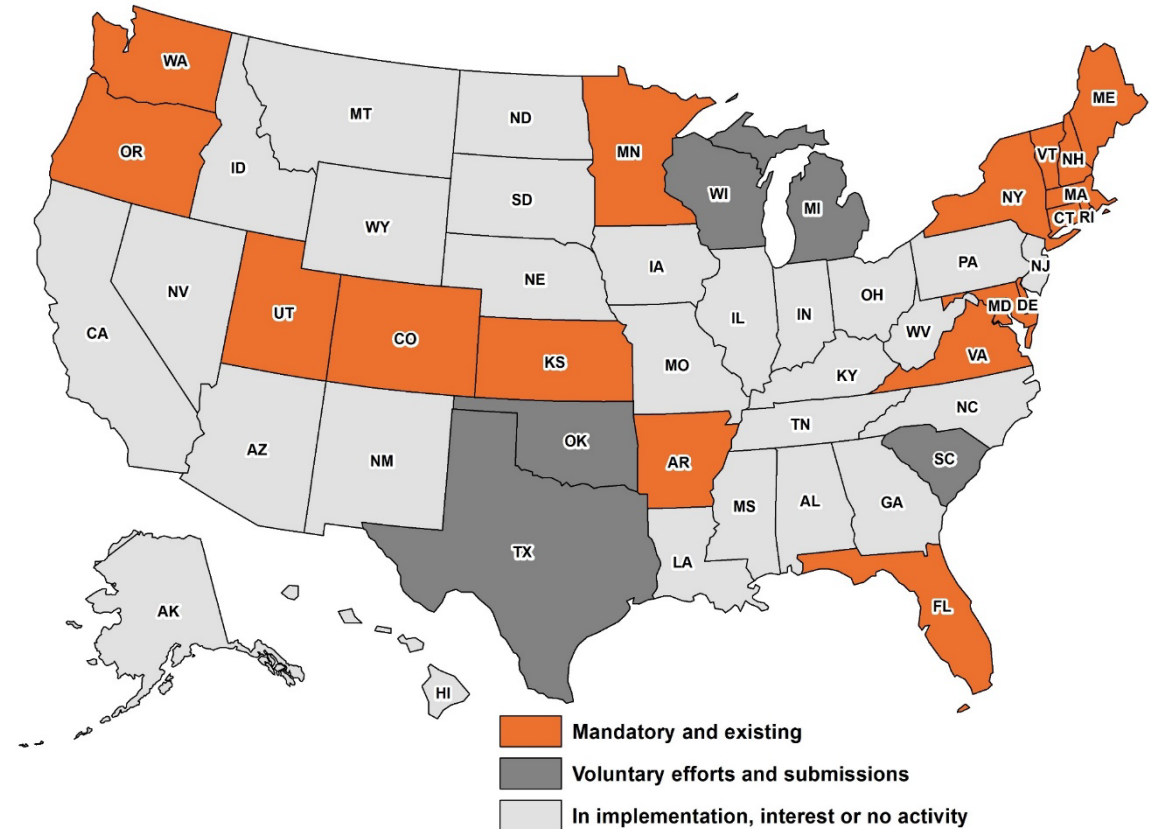 WA
ME
MT
ND
VT
NH
OR
MN
ID
SD
WI
NY
MA
MI
CT
RI
WY
IA
PA
NJ
NE
OH
MD
DE
NV
IL
IN
UT
WV
CA
CO
VA
KS
MO
KY
NC
TN
OK
AZ
NM
AR
SC
MS
AL
GA
TX
LA
AK
FL
HI
Mandatory and existing
Voluntary efforts and submissions
In implementation, interest or no activity